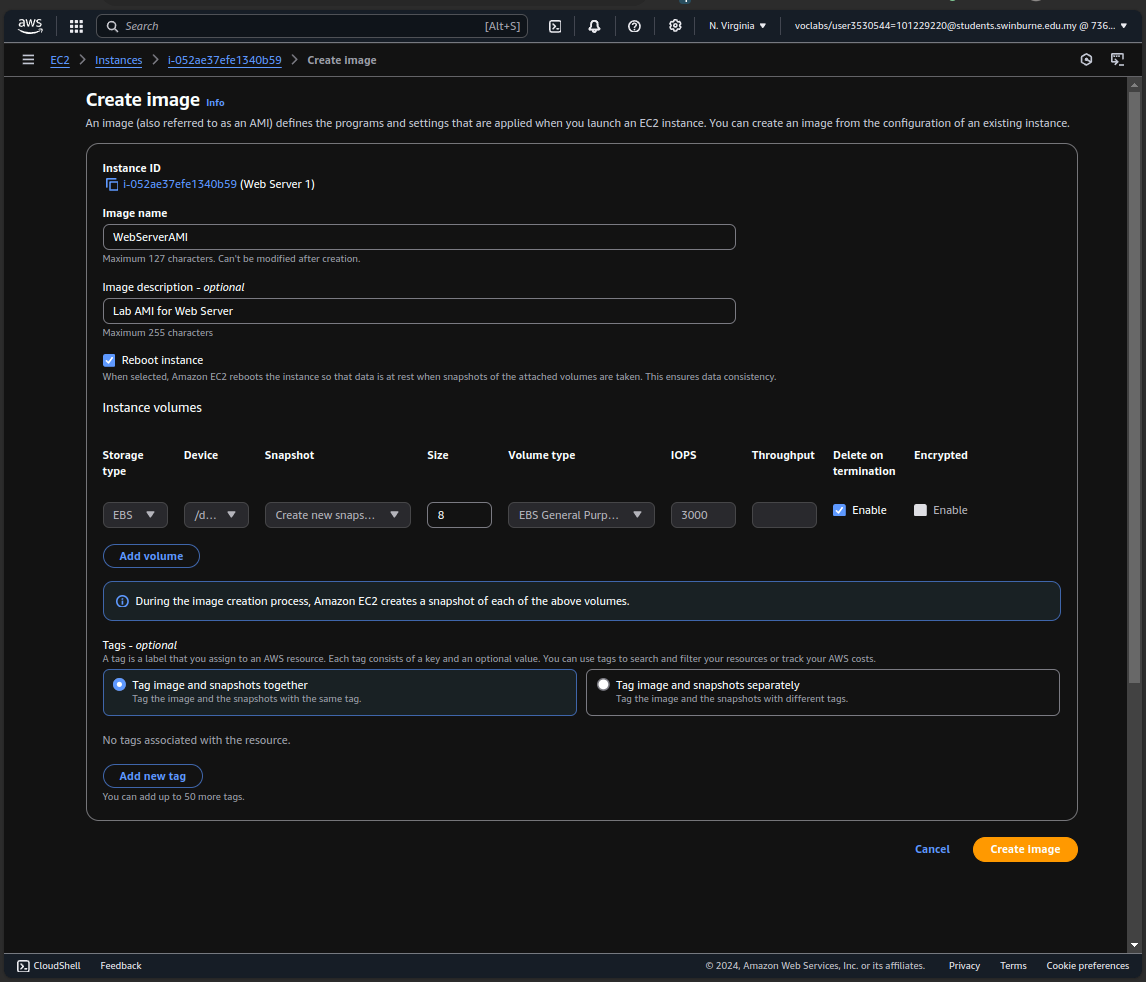 aws
Search [Alt+S]
N. Virginia
voclabs/user3530544=101229220@students.swinburne.edu.my @ 736...
EC2 > Instances > i-052ae37efe1340b59 > Create image
Create image Info
An image (also referred to as an AMI) defines the programs and settings that are applied when you launch an EC2 instance. You can create an image from the configuration of an existing instance.
Instance ID
i-052ae37efe1340b59 (Web Server 1)
Image name
WebServerAMI
Maximum 127 characters. Can't be modified after creation.
Image description - optional
Lab AMI for Web Server
Maximum 255 characters
Reboot instance
When selected, Amazon EC2 reboots the instance so that data is at rest when snapshots of the attached volumes are taken. This ensures data consistency.
Instance volumes
Storage type Device Snapshot Size Volume type IOPS Throughput Delete on termination Encrypted
EBS /d... Create new snaps... 8 EBS General Purp... 3000 Enable Enable
Add volume
During the image creation process, Amazon EC2 creates a snapshot of each of the above volumes.
Tags - optional
A tag is a label that you assign to an AWS resource. Each tag consists of a key and an optional value. You can use tags to search and filter your resources or track your AWS costs.
Tag image and snapshots together
Tag the image and the snapshots with the same tag.
Tag image and snapshots separately
Tag the image and the snapshots with different tags.
No tags associated with the resource.
Add new tag
You can add up to 50 more tags.
Cancel Create image
CloudShell Feedback © 2024, Amazon Web Services, Inc. or its affiliates. Privacy Terms Cookie preferences